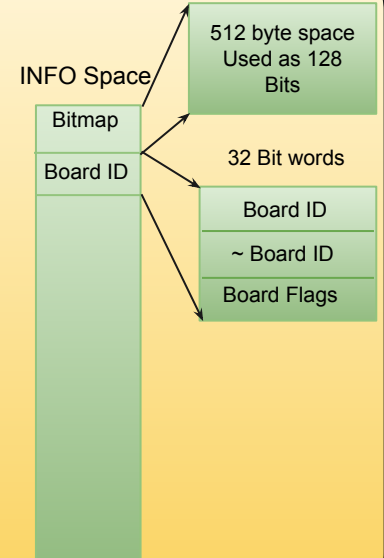 512 byte space
Used as 128
Bits
INFO Space
Bitmap
Board ID
32 Bit words
Board ID
~ Board ID
Board Flags